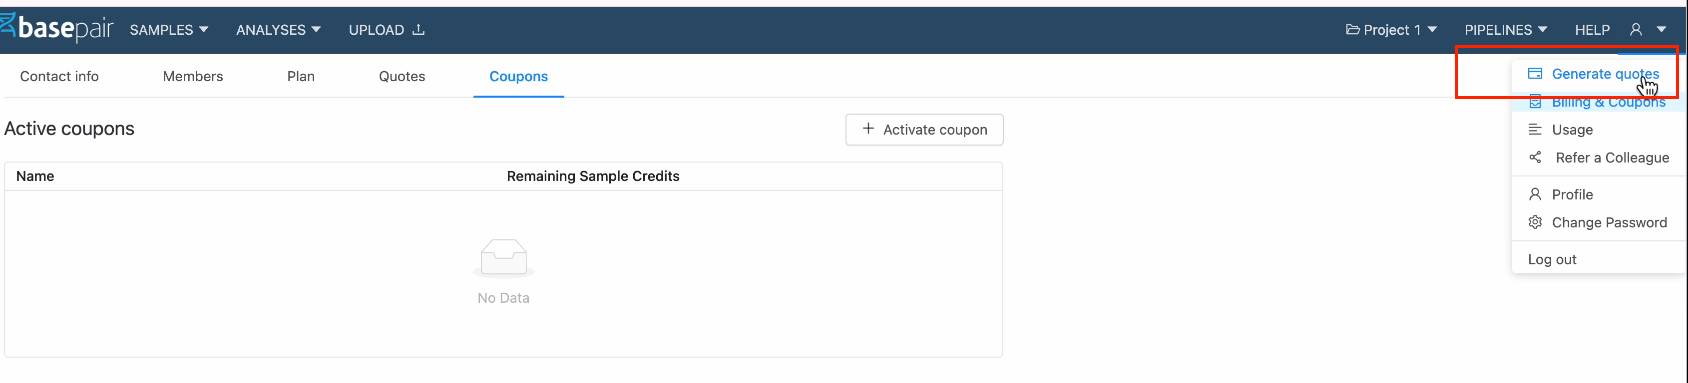 basepair SAMPLES ANALYSES UPLOAD Project 1 PIPELINES HELP
Contact info Members Plan Quotes Coupons
Generate quotes
Billing & Coupons
Usage
Refer a Colleague
Profile
Change Password
Log out
Active coupons + Activate coupon
Name Remaining Sample Credits
No Data